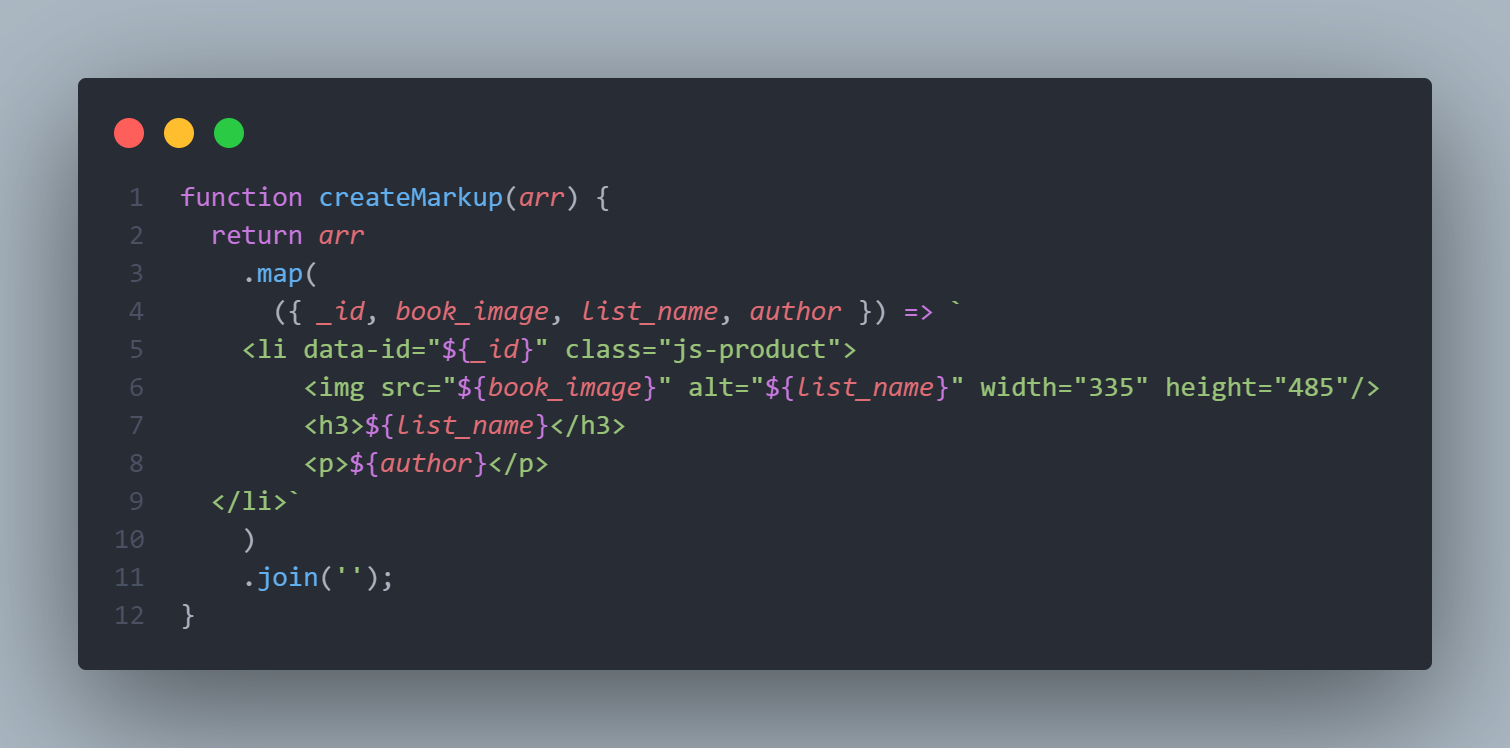 1 function createMarkup(arr) {
2   return arr
3     .map(
4       ({ _id, book_image, list_name, author }) => `
5     <li data-id="${_id}" class="js-product">
6         <img src="${book_image}" alt="${list_name}" width="335" height="485"/>
7         <h3>${list_name}</h3>
8         <p>${author}</p>
9   </li>`
10     )
11     .join('');
12 }